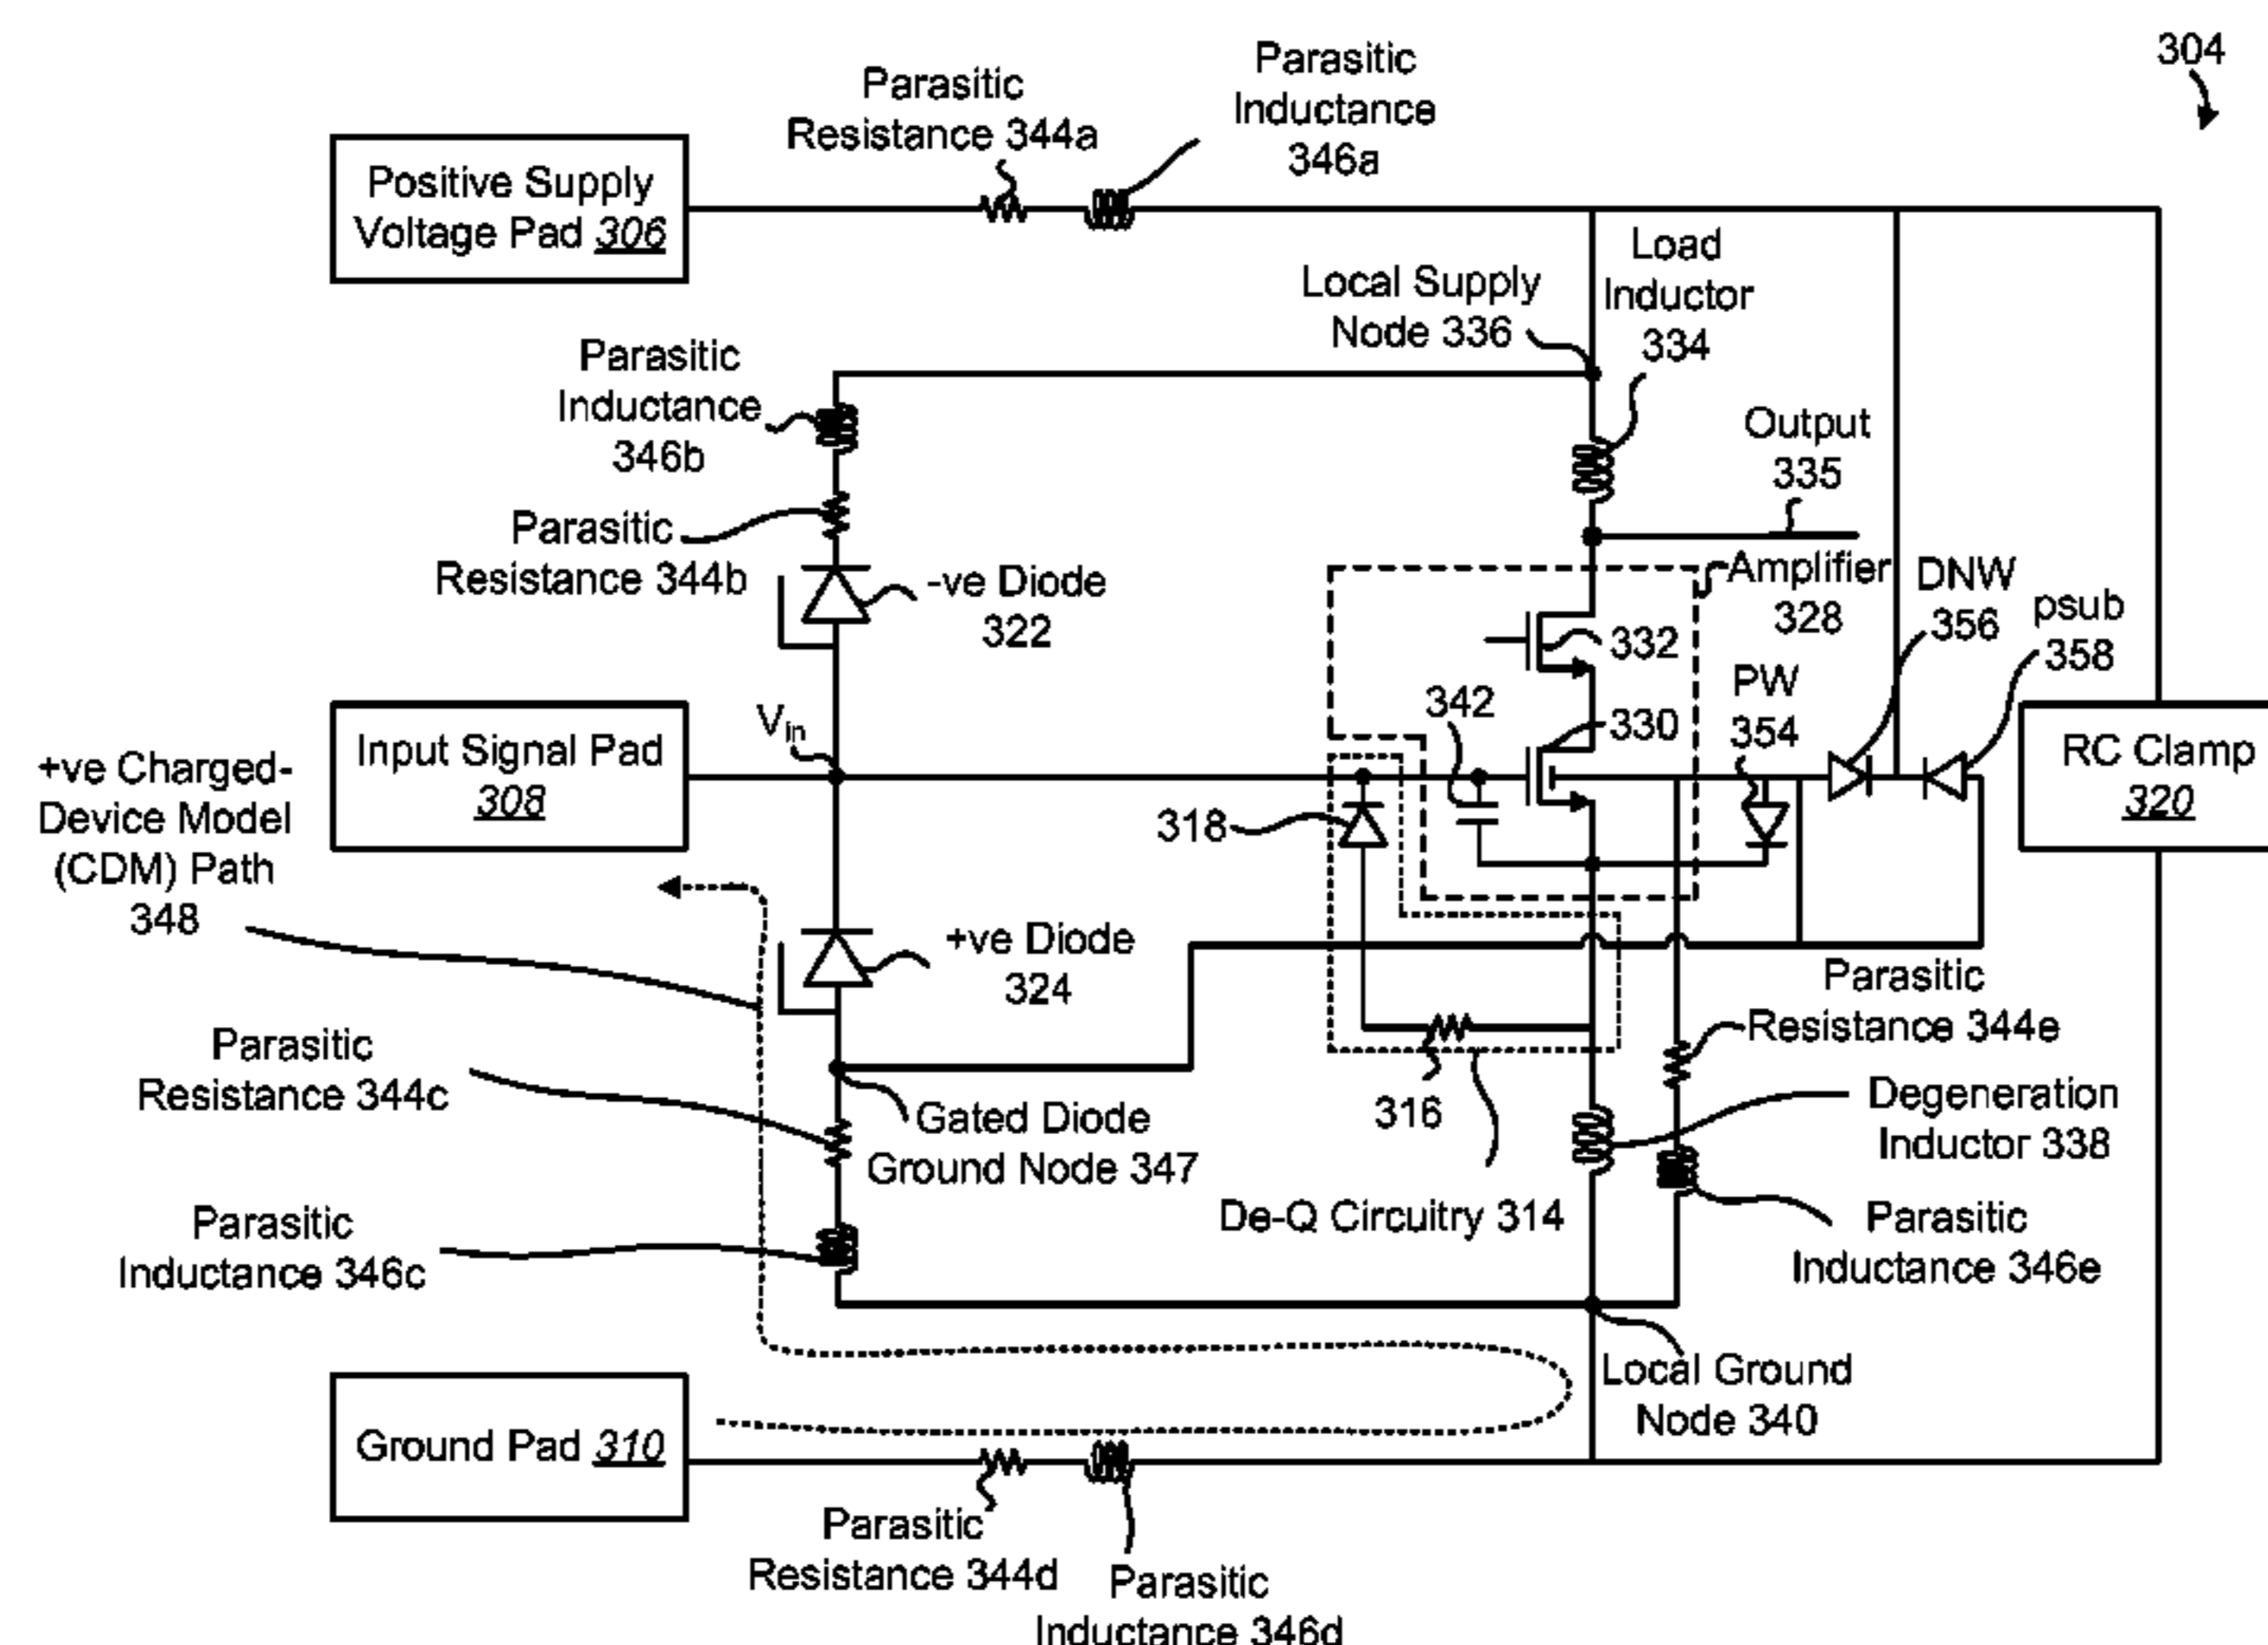 304
Parasitic
Resistance 344a
Parasitic
Inductance
346a
Positive Supply
Voltage Pad 306
Load
Inductor
334
Local Supply
Node 336
Parasitic
Inductance
346b
Output
335
Parasitic
Resistance 344b
-ve Diode
322
Amplifier
328
DNW
356
psub
358
332
PW
354
342
330
Vin
Input Signal Pad
308
RC Clamp
320
+ve Charged-
Device Model
(CDM) Path
348
318
+ve Diode
324
Parasitic
Resistance 344e
Parasitic
Resistance 344c
Degeneration
Inductor 338
316
Gated Diode
Ground Node 347
De-Q Circuitry 314
Parasitic
Inductance 346c
Parasitic
Inductance 346e
Local Ground
Node 340
Ground Pad 310
Parasitic
Resistance 344d
Parasitic
Inductance 346d